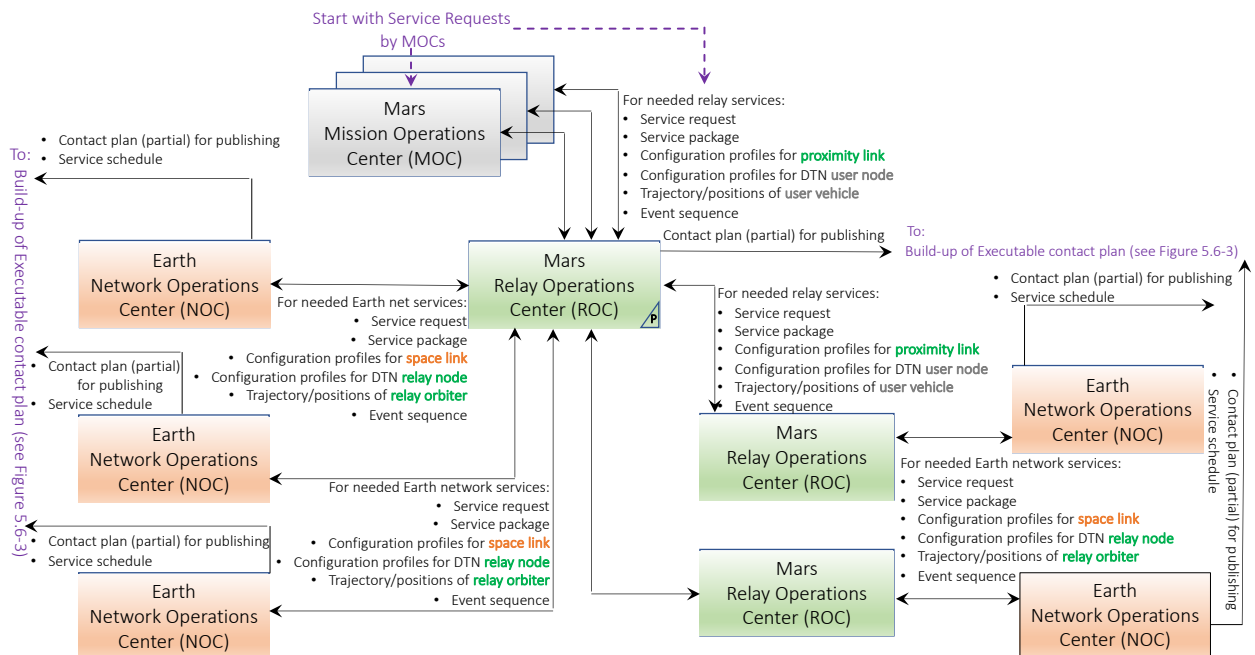 Start with Service Requests
by MOCs
Mars
Mission Operations
Center (MOC)
For needed relay services:
• Service request
• Service package
• Configuration profiles for proximity link
• Configuration profiles for DTN user node
• Trajectory/positions of user vehicle
• Event sequence
• Contact plan (partial) for publishing
• Service schedule
To: Build-up of Executable contact plan (see Figure 5.6-3)
Earth
Network Operations
Center (NOC)
Mars
Relay Operations
Center (ROC)
P
Contact plan (partial) for publishing
To:
Build-up of Executable contact plan (see Figure 5.6-3)
For needed Earth net services:
• Service request
• Service package
• Configuration profiles for space link
• Configuration profiles for DTN relay node
• Trajectory/positions of relay orbiter
• Event sequence
For needed relay services:
• Service request
• Service package
• Configuration profiles for proximity link
• Configuration profiles for DTN user node
• Trajectory/positions of user vehicle
• Event sequence
• Contact plan (partial) for publishing
• Service schedule
Earth
Network Operations
Center (NOC)
• Contact plan (partial) for publishing
• Service schedule
• Contact plan (partial)
for publishing
• Service schedule
Earth
Network Operations
Center (NOC)
Mars
Relay Operations
Center (ROC)
For needed Earth network services:
• Service request
• Service package
• Configuration profiles for space link
• Configuration profiles for DTN relay node
• Trajectory/positions of relay orbiter
• Event sequence
For needed Earth network services:
• Service request
• Service package
• Configuration profiles for space link
• Configuration profiles for DTN relay node
• Trajectory/positions of relay orbiter
• Event sequence
• Contact plan (partial) for publishing
• Service schedule
Earth
Network Operations
Center (NOC)
Mars
Relay Operations
Center (ROC)
Earth
Network Operations
Center (NOC)